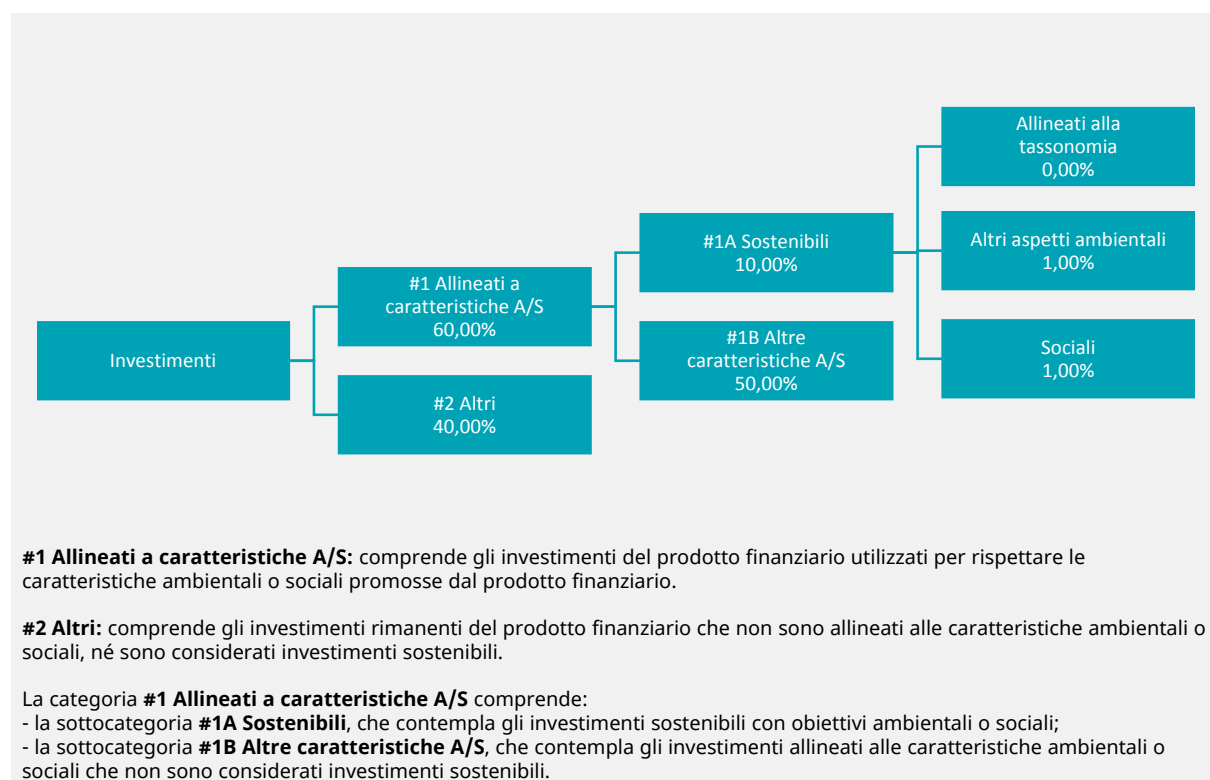 Investimenti
#1 Allineati a
caratteristiche A/S
60,00%
#2 Altri
40,00%
#1A Sostenibili
10,00%
#1B Altre
caratteristiche A/S
50,00%
Allineati alla
tassonomia
0,00%
Altri aspetti ambientali
1,00%
Sociali
1,00%
#1 Allineati a caratteristiche A/S: comprende gli investimenti del prodotto finanziario utilizzati per rispettare le
caratteristiche ambientali o sociali promosse dal prodotto finanziario.
#2 Altri: comprende gli investimenti rimanenti del prodotto finanziario che non sono allineati alle caratteristiche ambientali o
sociali, né sono considerati investimenti sostenibili.
La categoria #1 Allineati a caratteristiche A/S comprende:
- la sottocategoria #1A Sostenibili, che contempla gli investimenti sostenibili con obiettivi ambientali o sociali;
- la sottocategoria #1B Altre caratteristiche A/S, che contempla gli investimenti allineati alle caratteristiche ambientali o
sociali che non sono considerati investimenti sostenibili.